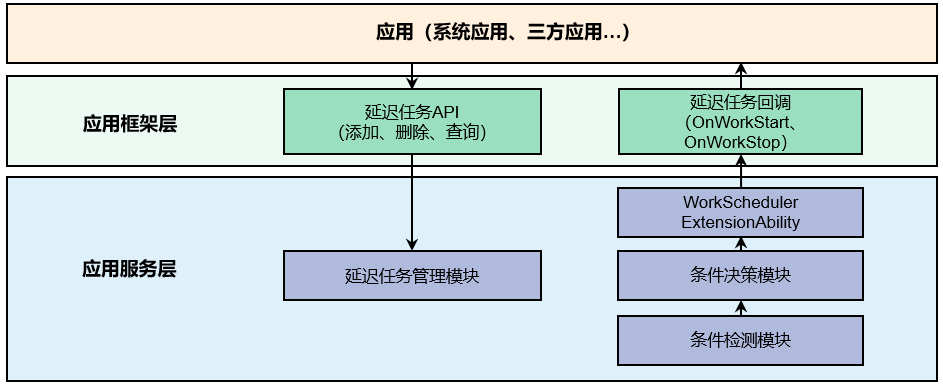 应用（系统应用、三方应用...）
应用框架层
延迟任务API
（添加、删除、查询）
延迟任务回调
（OnWorkStart、
OnWorkStop）
应用服务层
延迟任务管理模块
WorkScheduler
ExtensionAbility
条件决策模块
条件检测模块